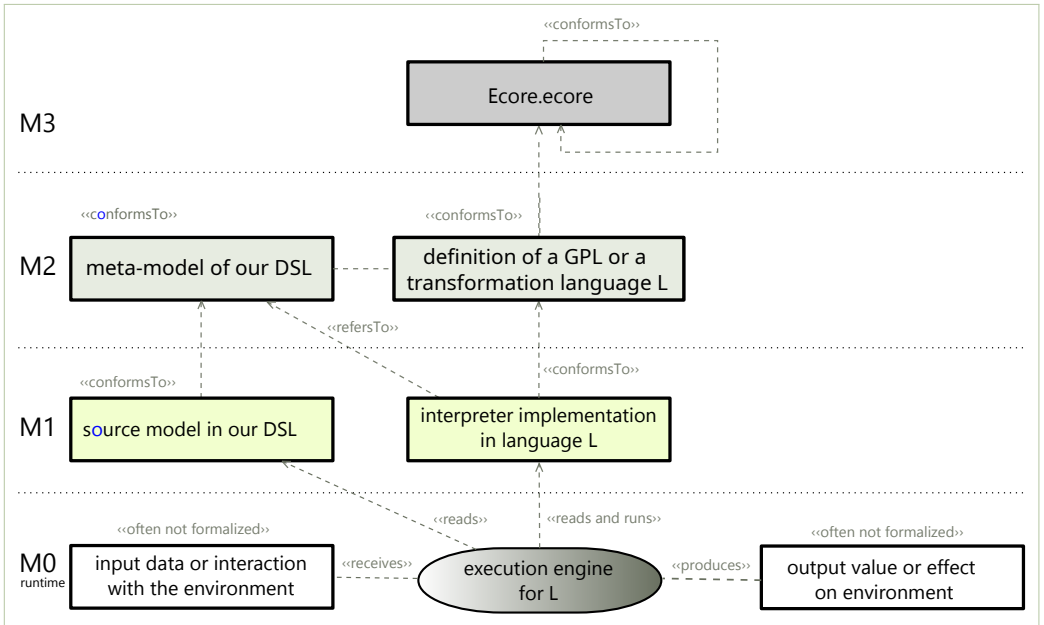 ‹‹conformsTo››
Ecore.ecore
M3
‹‹conformsTo››
‹‹conformsTo››
M2
meta-model of our DSL
definition of a GPL or a
transformation language L
‹‹refersTo››
‹‹conformsTo››
‹‹conformsTo››
M1
source model in our DSL
interpreter implementation
in language L
‹‹reads››
‹‹reads and runs››
‹‹often not formalized››
‹‹often not formalized››
M0
runtime
input data or interaction
with the environment
‹‹receives››
execution engine
for L
‹‹produces››
output value or effect
on environment